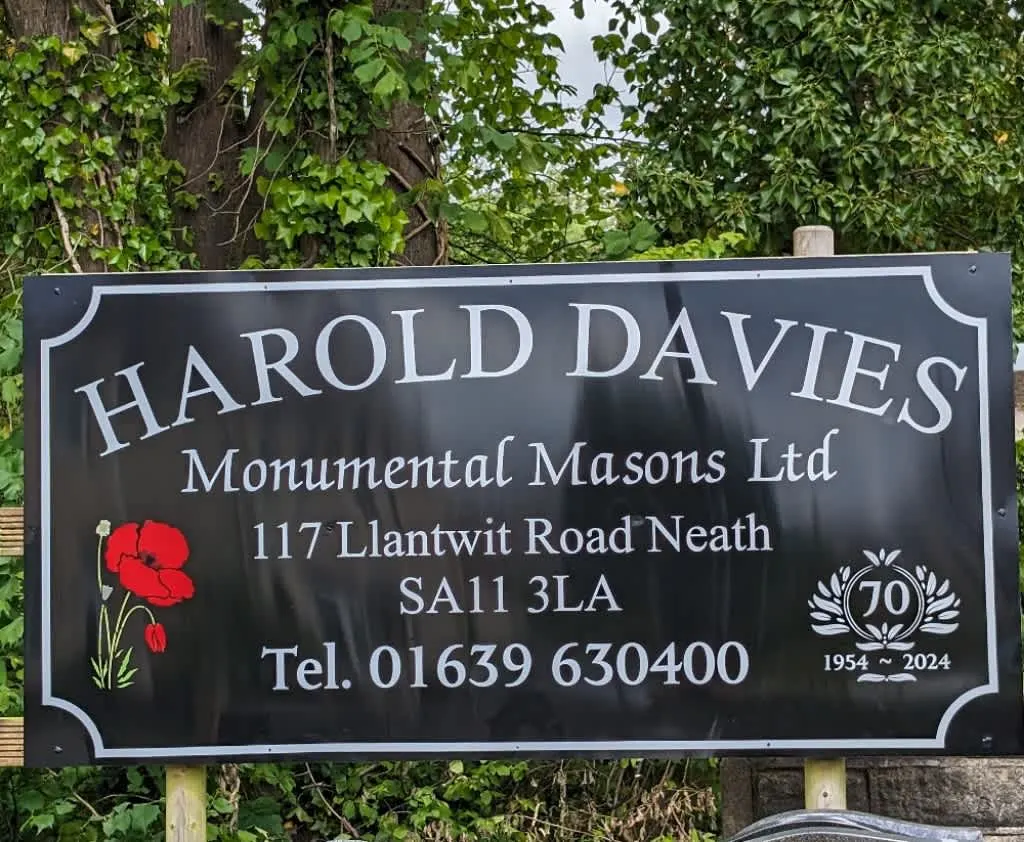 HAROLD DAVIES
Monumental Masons Ltd
117 Llantwit Road Neath
SA11 3LA
Tel. 01639 630400
70
1954 ~ 2024